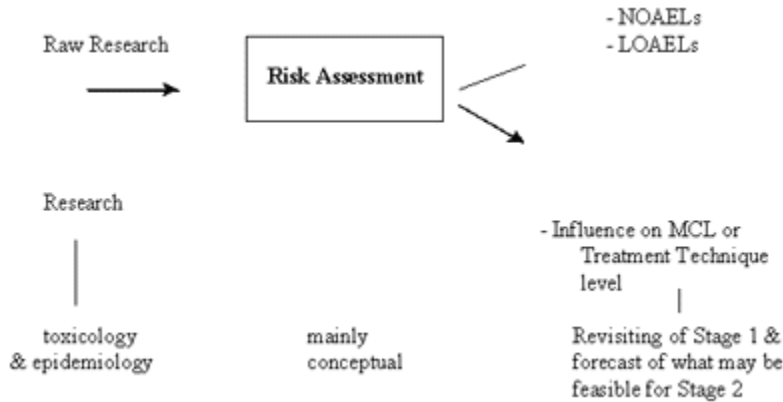 Raw Research
Risk Assessment
- NOAELs
- LOAELs
Research
- Influence on MCL or
Treatment Technique
level
toxicology
& epidemiology
mainly
conceptual
Revisiting of Stage 1 &
forecast of what may be
feasible for Stage 2